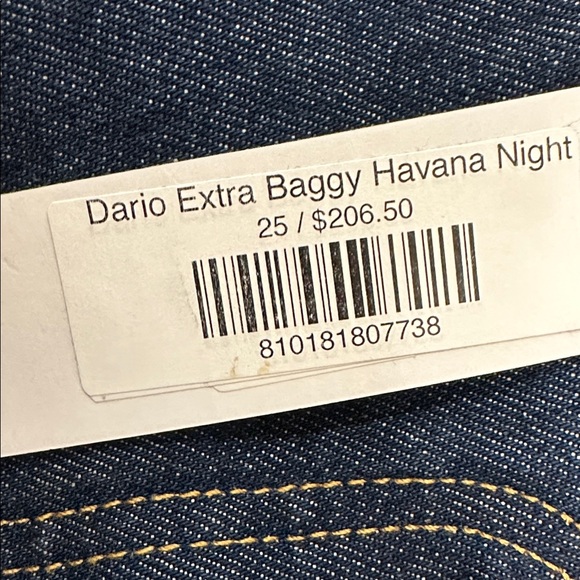 Dario Extra Baggy Havana Night
25 / $206.50
810181807738